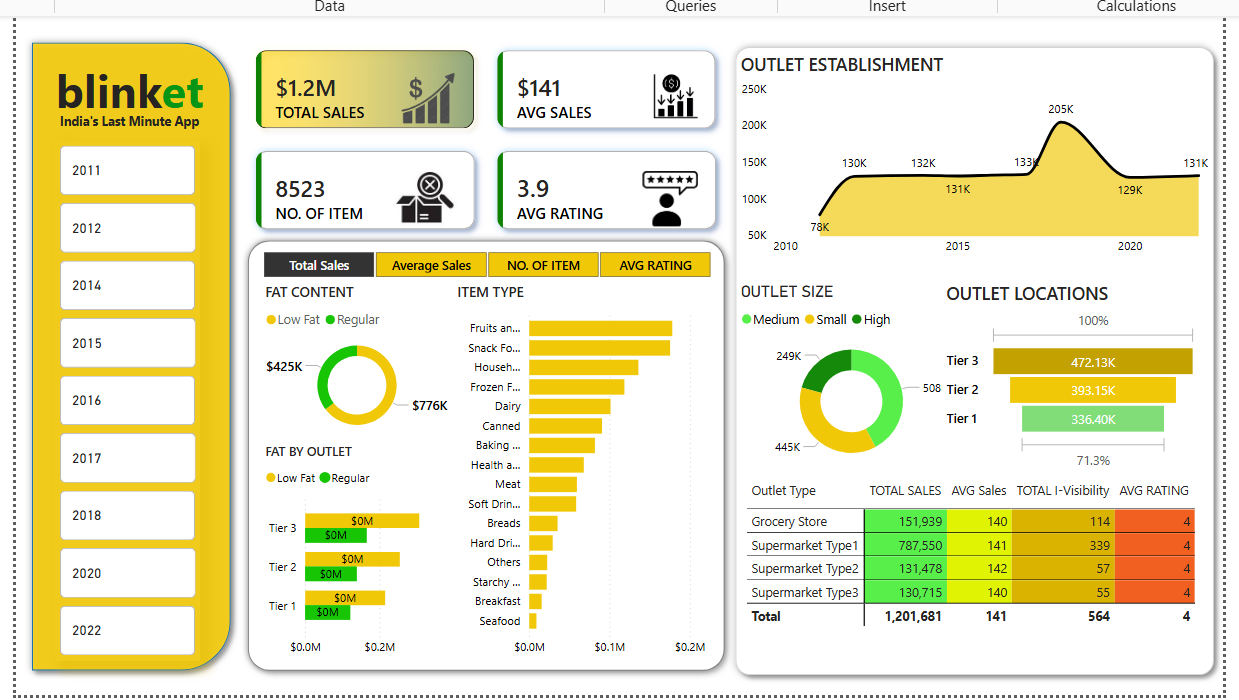 Data
Queries
Insert
Calculations
blinket
India's Last Minute App
2011
2012
2014
2015
2016
2017
2018
2020
2022
$1.2M
TOTAL SALES
$141
AVG SALES
8523
NO. OF ITEM
3.9
AVG RATING
Total Sales
Average Sales
NO. OF ITEM
AVG RATING
FAT CONTENT
Low Fat
Regular
$425K
$776K
FAT BY OUTLET
Low Fat
Regular
Tier 3
$0M
$0M
Tier 2
$0M
$0M
Tier 1
$0M
$0M
$0.0M
$0.2M
ITEM TYPE
Fruits an...
Snack Fo...
Househ...
Frozen F...
Dairy
Canned
Baking ...
Health a...
Meat
Soft Drin...
Breads
Hard Dri...
Others
Starchy ...
Breakfast
Seafood
$0.0M
$0.1M
$0.2M
OUTLET ESTABLISHMENT
250K
200K
150K
100K
50K
78K
130K
132K
131K
133K
205K
129K
131K
2010
2015
2020
OUTLET SIZE
Medium
Small
High
249K
508
445K
OUTLET LOCATIONS
100%
Tier 3
472.13K
Tier 2
393.15K
Tier 1
336.40K
71.3%
Outlet Type TOTAL SALES AVG Sales TOTAL I-Visibility AVG RATING
Grocery Store 151,939 140 114 4
Supermarket Type1 787,550 141 339 4
Supermarket Type2 131,478 142 57 4
Supermarket Type3 130,715 140 55 4
Total 1,201,681 141 564 4